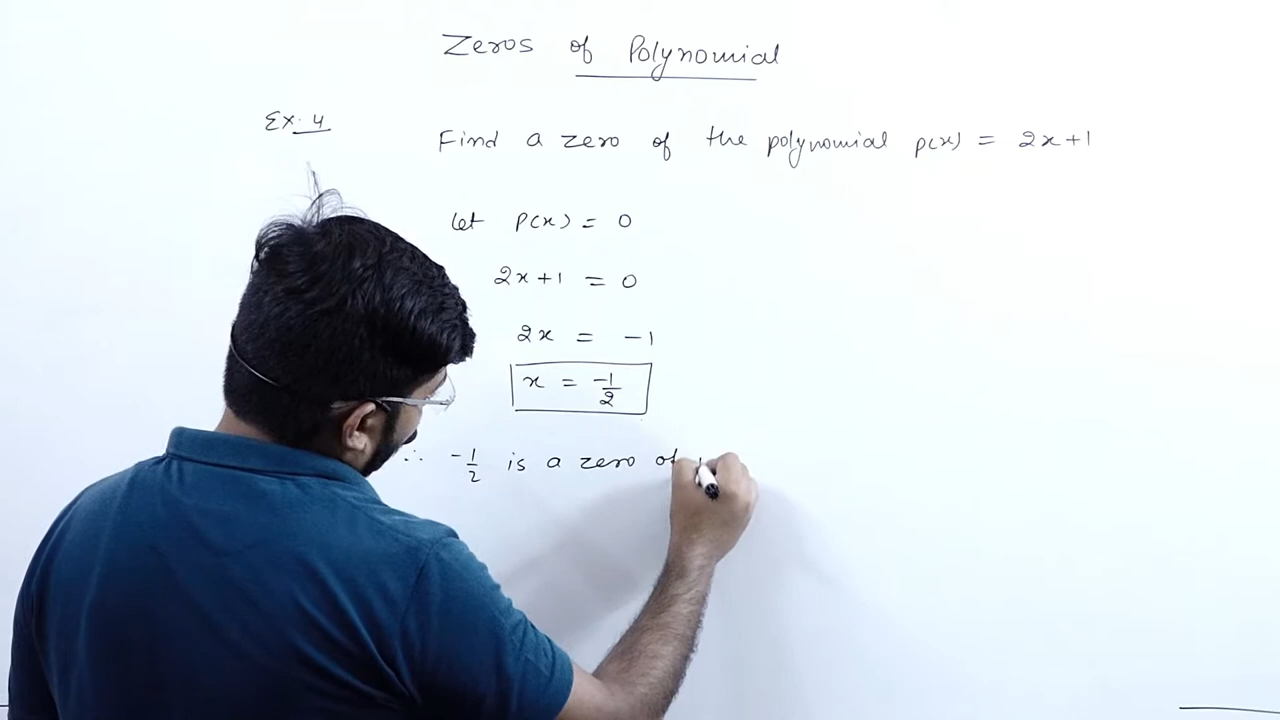 Zeros of Polynomial
Ex. 4
Find a zero of the polynomial p(x) = 2x+1
Let p(x) = 0
2x+1 = 0
2x = -1
x = -1/2
∴ -1/2 is a zero of